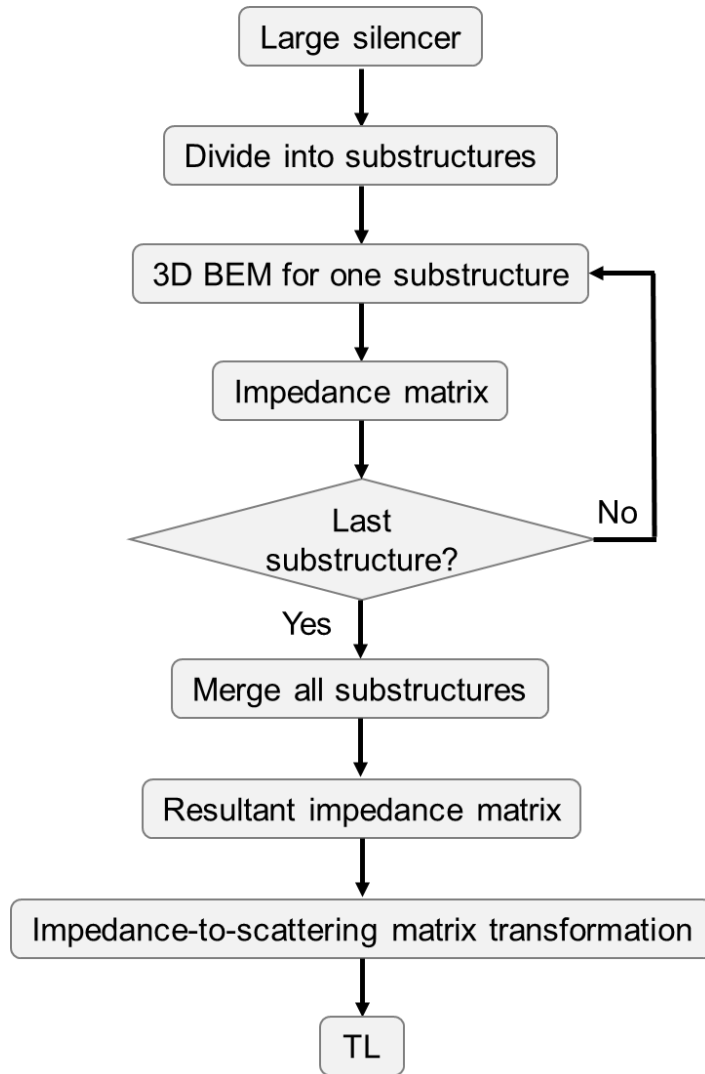 Large silencer
Divide into substructures
3D BEM for one substructure
Impedance matrix
Last
substructure?
No
Yes
Merge all substructures
Resultant impedance matrix
Impedance-to-scattering matrix transformation
TL